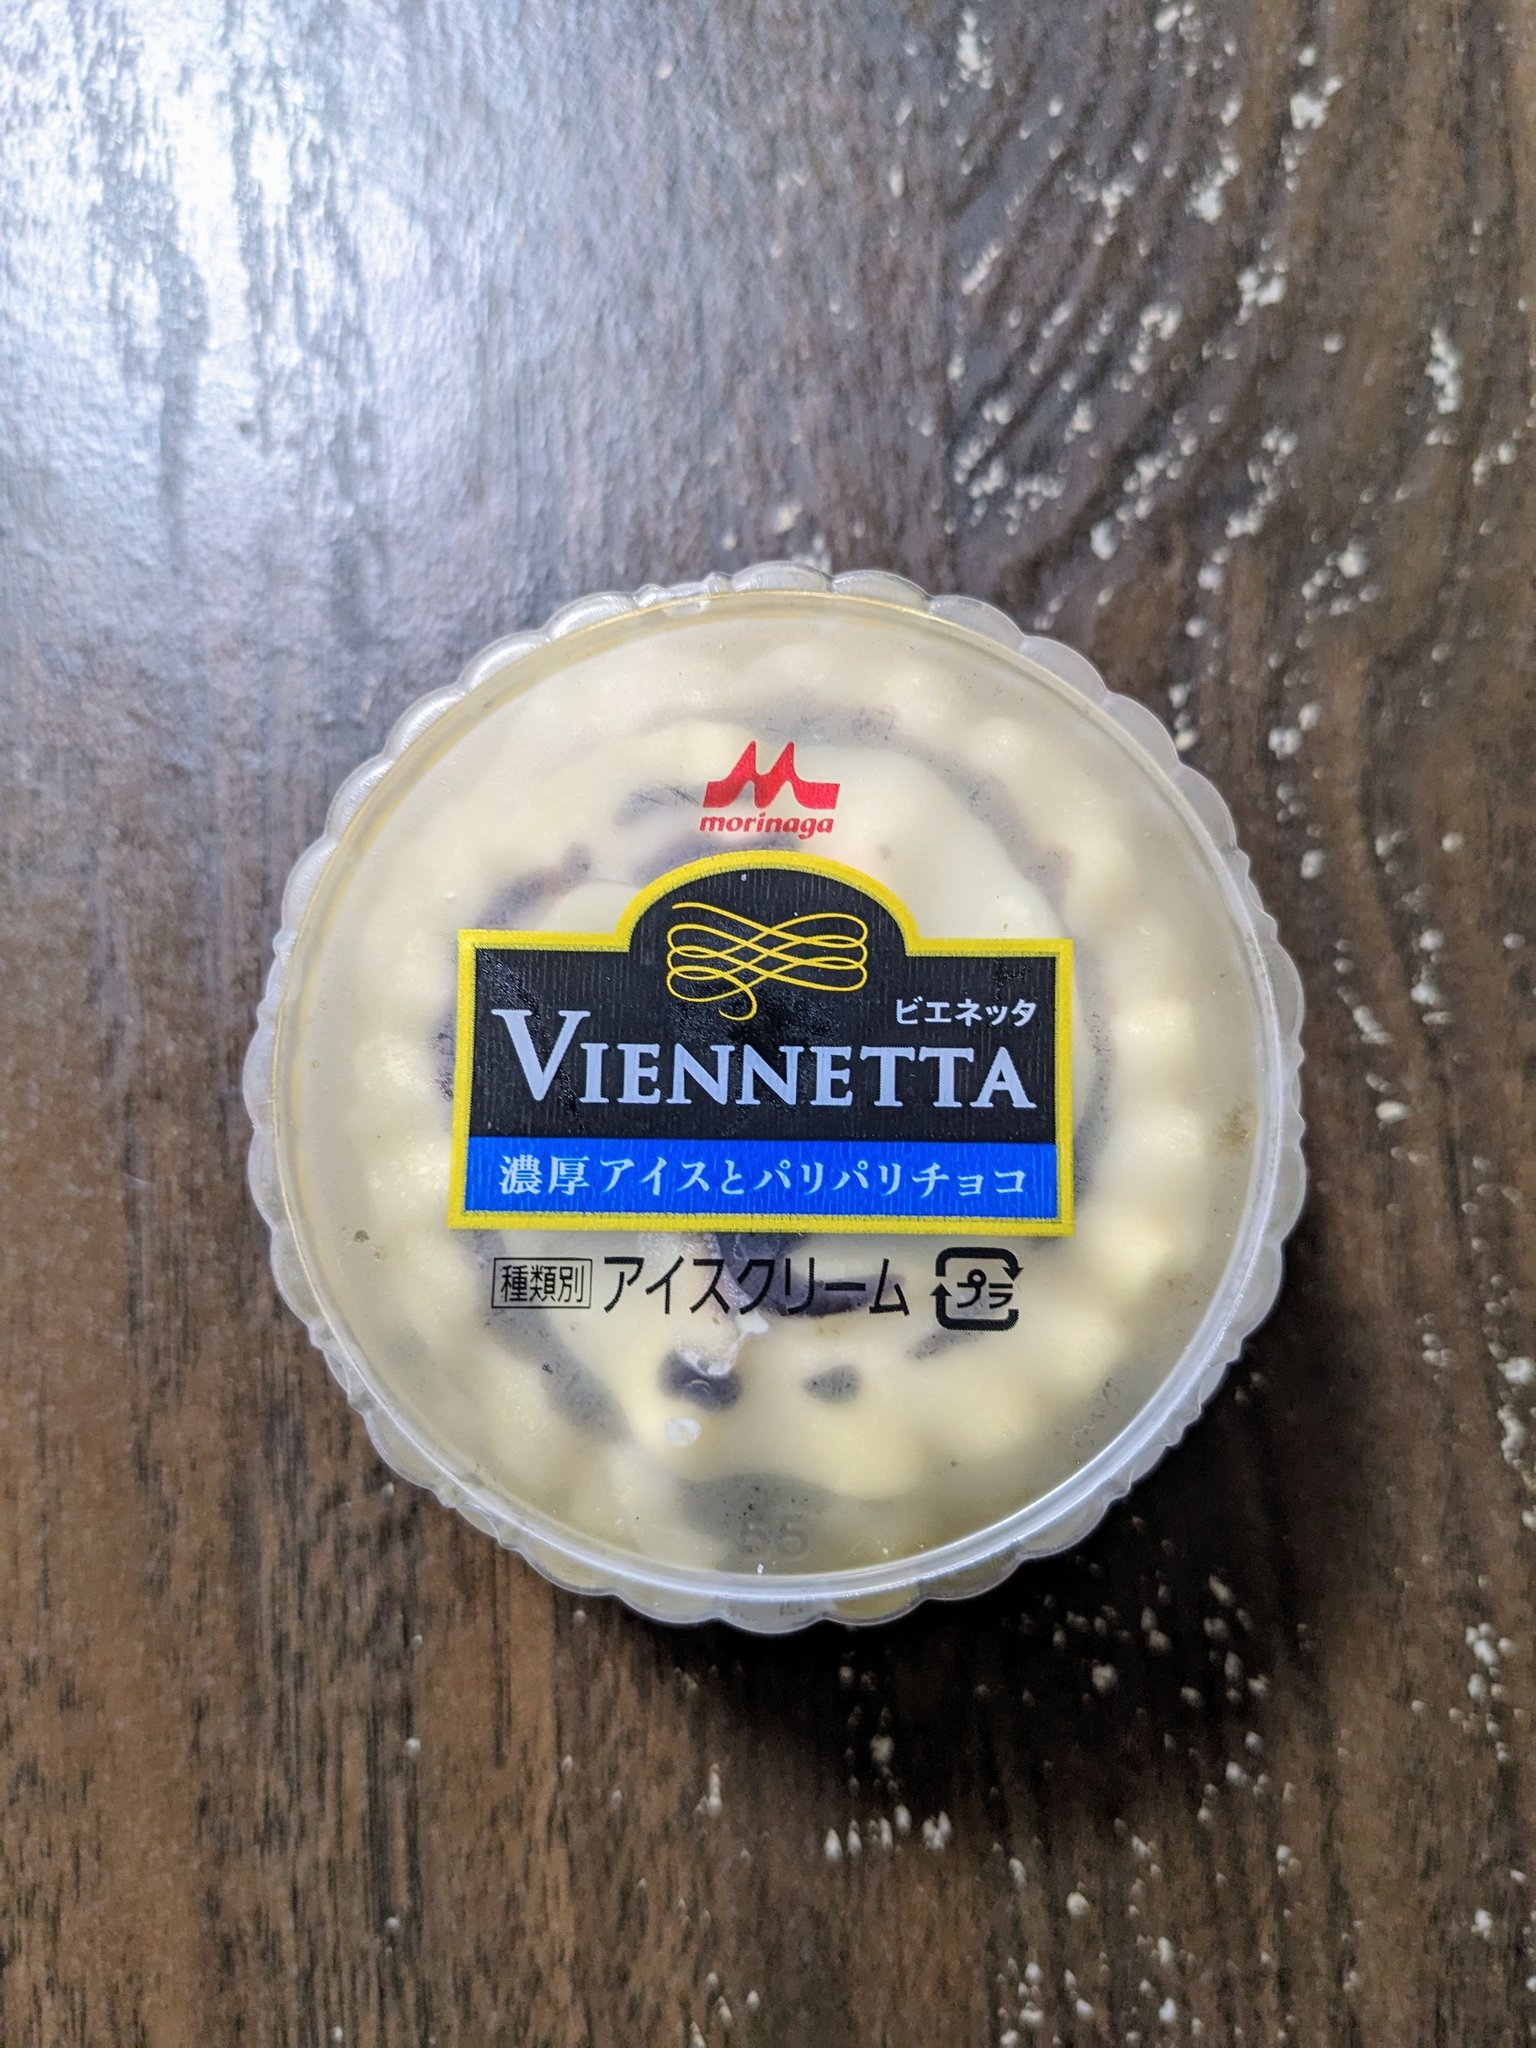 morinaga
ビエネッタ
VIENNETTA
濃厚アイスとパリパリチョコ
種類別 アイスクリーム プラ
55